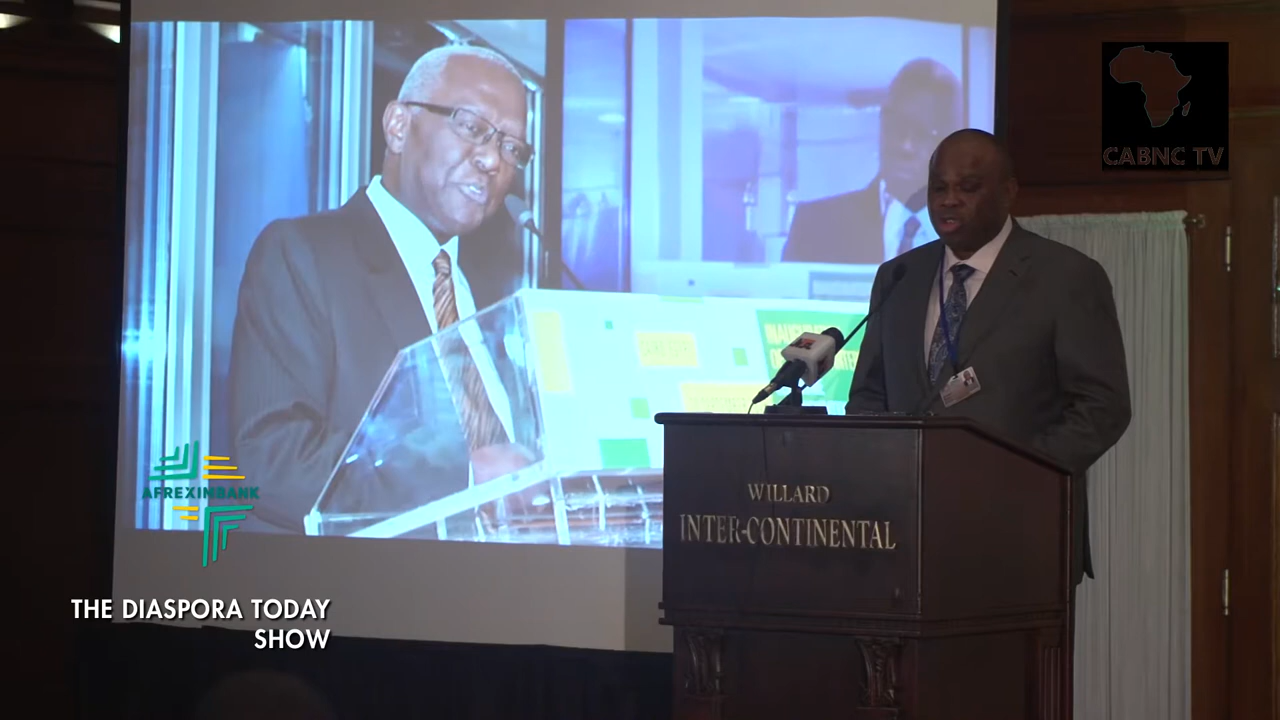 CABNC TV
AFREXIMBANK
THE DIASPORA TODAY
SHOW
WILLARD
INTER-CONTINENTAL